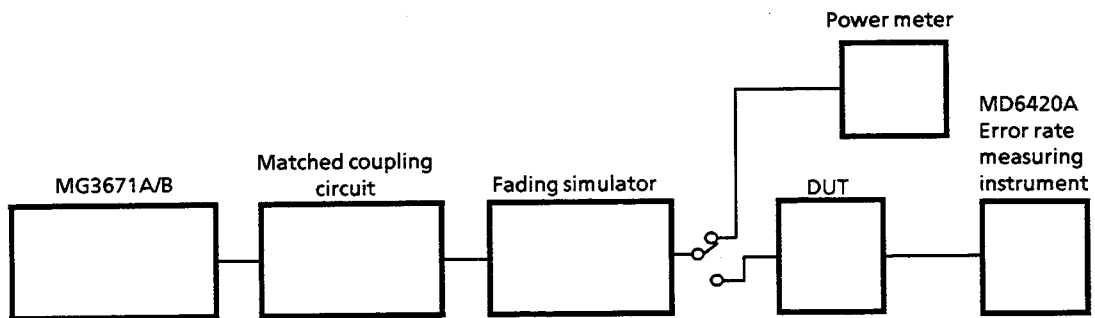 Power meter
MD6420A
Error rate
measuring
instrument
Matched coupling
circuit
MG3671A/B
Fading simulator
DUT